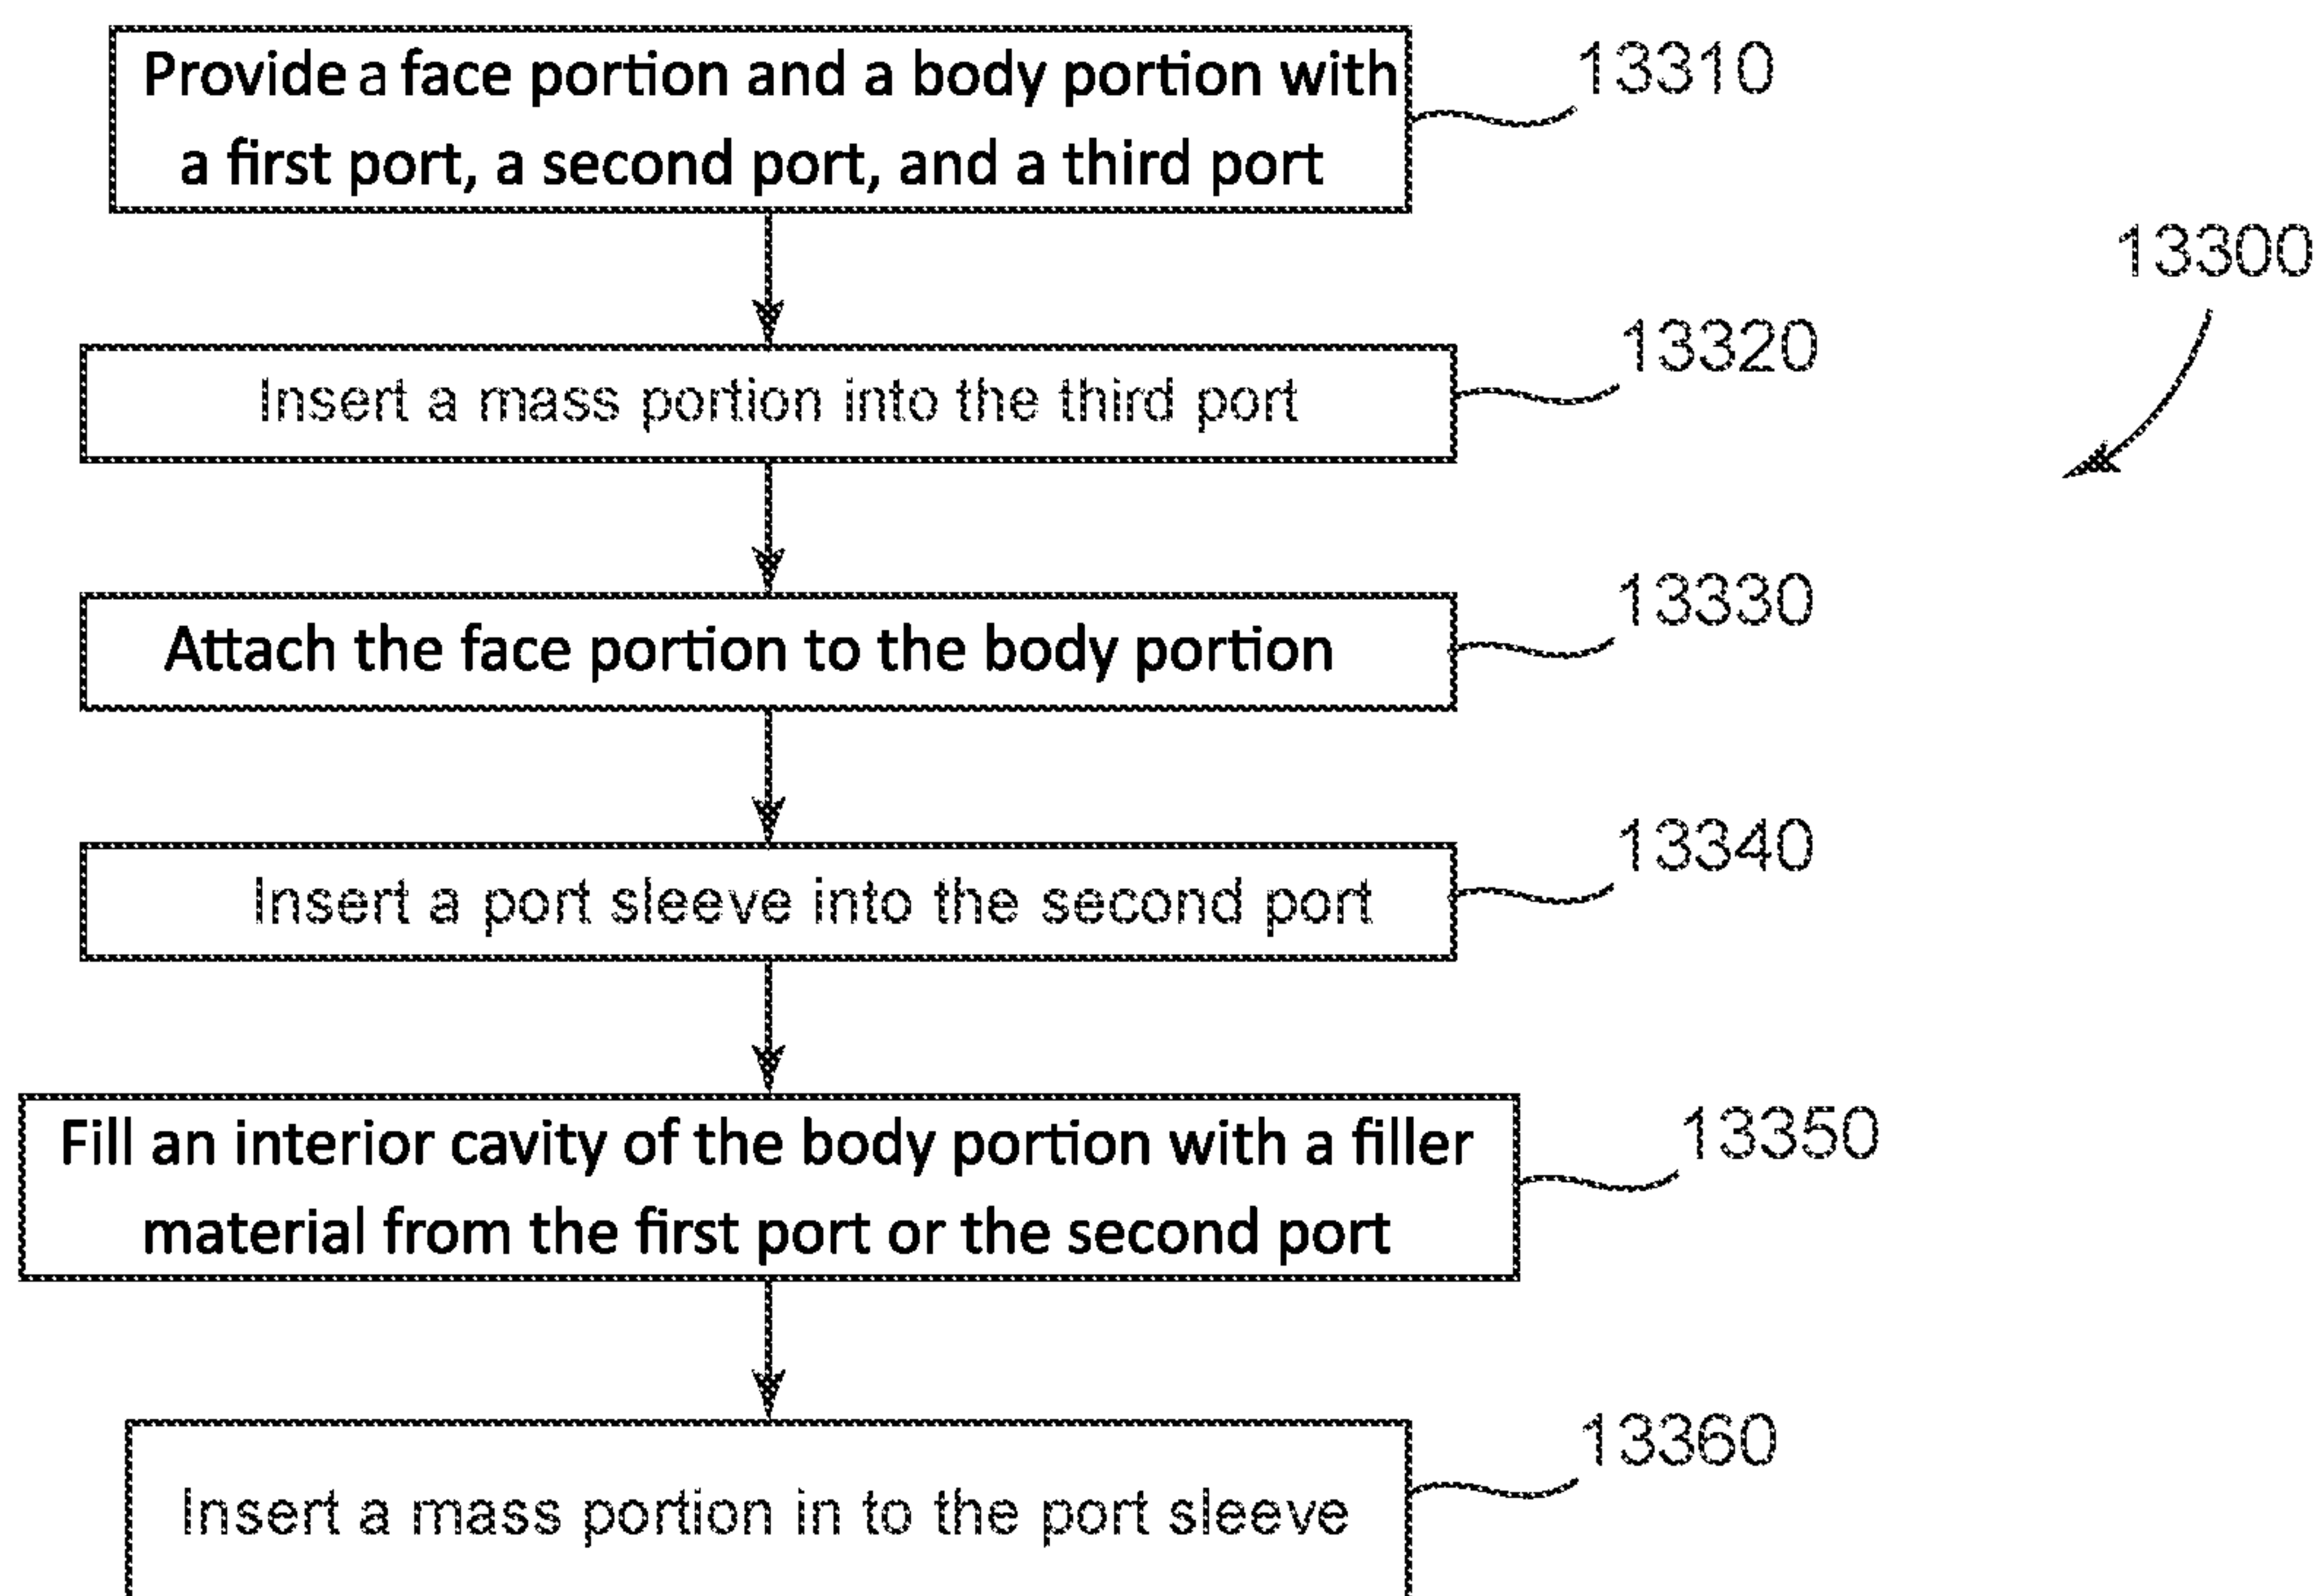 Provide a face portion and a body portion with
a first port, a second port, and a third port
13310
13300
Insert a mass portion into the third port
13320
Attach the face portion to the body portion
13330
Insert a port sleeve into the second port
13340
Fill an interior cavity of the body portion with a filler
material from the first port or the second port
13350
Insert a mass portion in to the port sleeve
13360